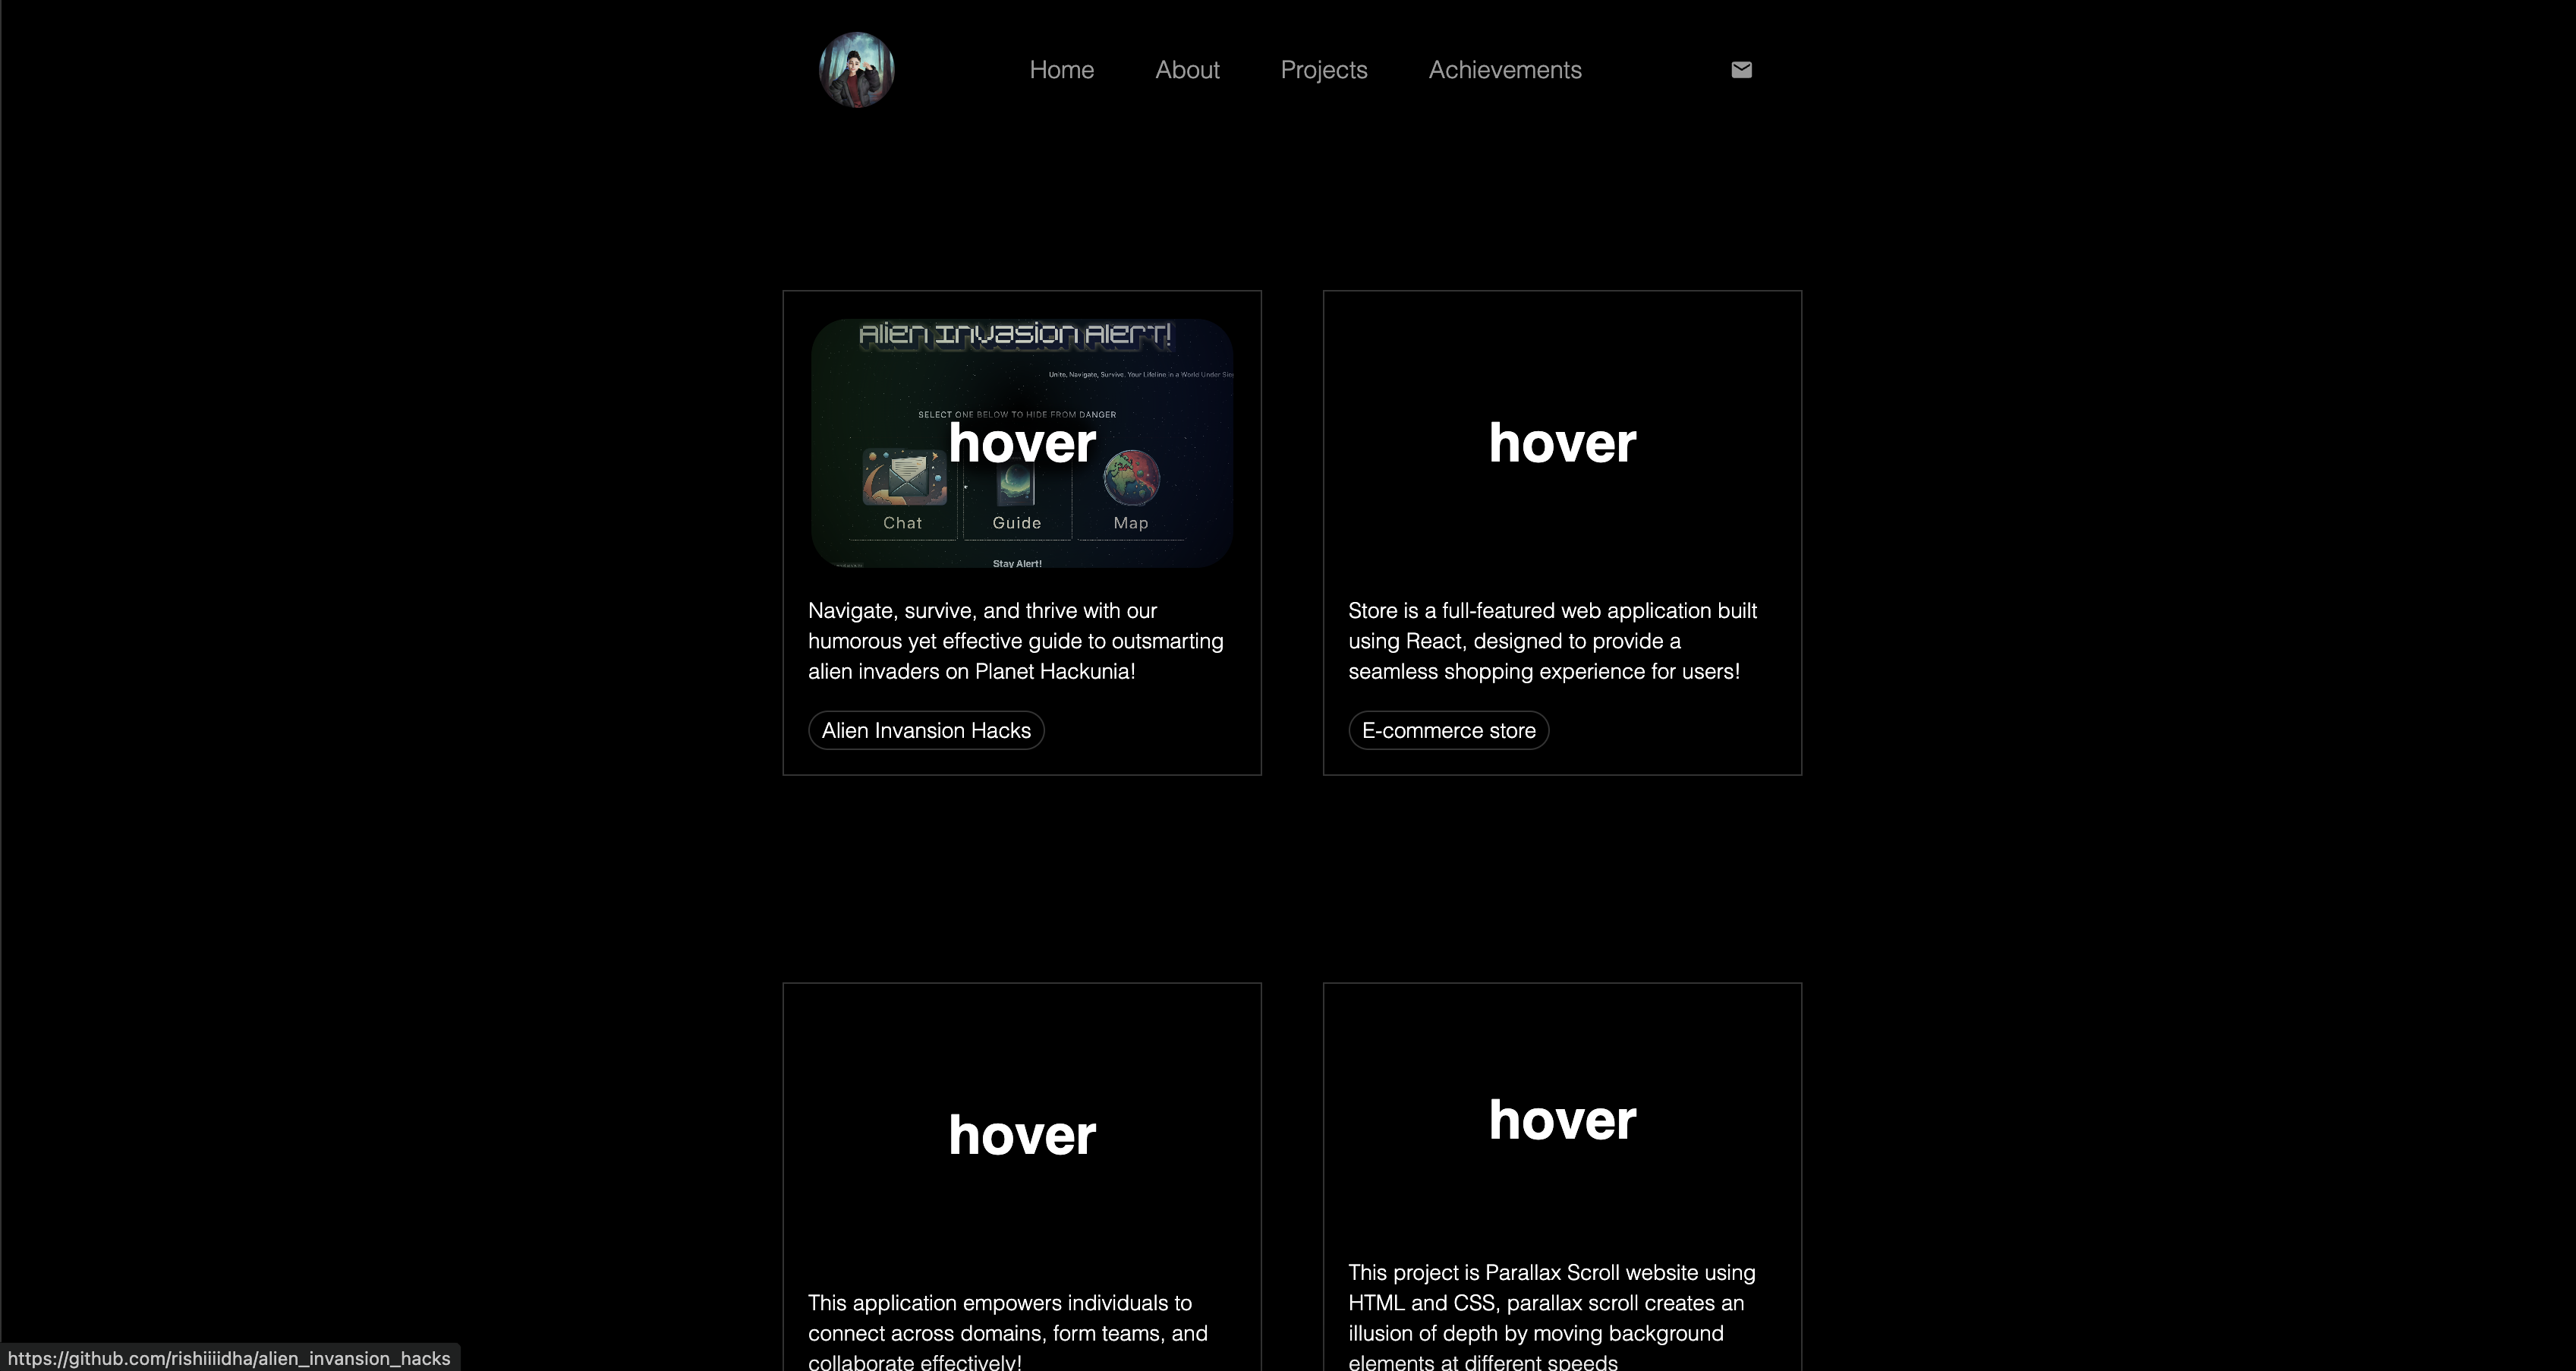 Home About Projects Achievements
Alien Invasion Alert!
Unite, Navigate, Survive. Your Lifeline in a World Under
SELECT ONE BELOW TO HIDE FROM DANGER
hover
Chat Guide Map
Stay Alert!
Navigate, survive, and thrive with our
humorous yet effective guide to outsmarting
alien invaders on Planet Hackunia!
Alien Invansion Hacks
hover
Store is a full-featured web application built
using React, designed to provide a
seamless shopping experience for users!
E-commerce store
hover
This application empowers individuals to
connect across domains, form teams, and
collaborate effectively!
hover
This project is Parallax Scroll website using
HTML and CSS, parallax scroll creates an
illusion of depth by moving background
elements at different speeds
https://github.com/rishiiiidha/alien_invansion_hacks